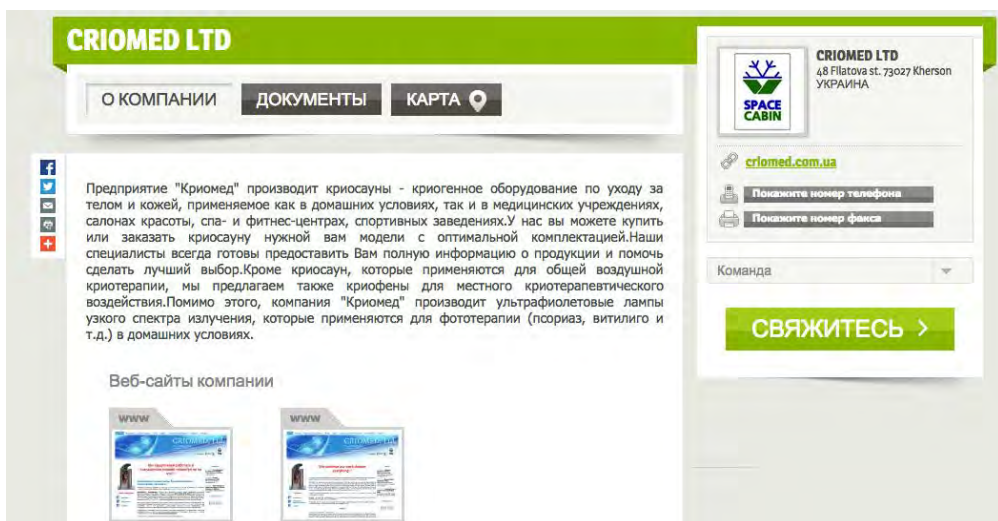 CRIOMED LTD
О КОМПАНИИ
ДОКУМЕНТЫ
КАРТА
Предприятие "Криомед" производит криосауны - криогенное оборудование по уходу за
телом и кожей, применяемое как в домашних условиях, так и в медицинских учреждениях,
салонах красоты, спа- и фитнес-центрах, спортивных заведениях.У нас вы можете купить
или заказать криосауну нужной вам модели с оптимальной комплектацией.Наши
специалисты всегда готовы предоставить Вам полную информацию о продукции и помочь
сделать лучший выбор.Кроме криосаун, которые применяются для общей воздушной
криотерапии, мы предлагаем также криофены для местного криотерапевтического
воздействия.Помимо этого, компания "Криомед" производит ультрафиолетовые лампы
узкого спектра излучения, которые применяются для фототерапии (псориаз, витилиго и
т.д.) в домашних условиях.
Веб-сайты компании
www
www
CRIOMED LTD
CRIOMED LTD
SPACE
CABIN
CRIOMED LTD
48 Filatova st. 73027 Kherson
УКРАИНА
criomed.com.ua
Покажите номер телефона
Покажите номер факса
Команда
СВЯЖИТЕСЬ